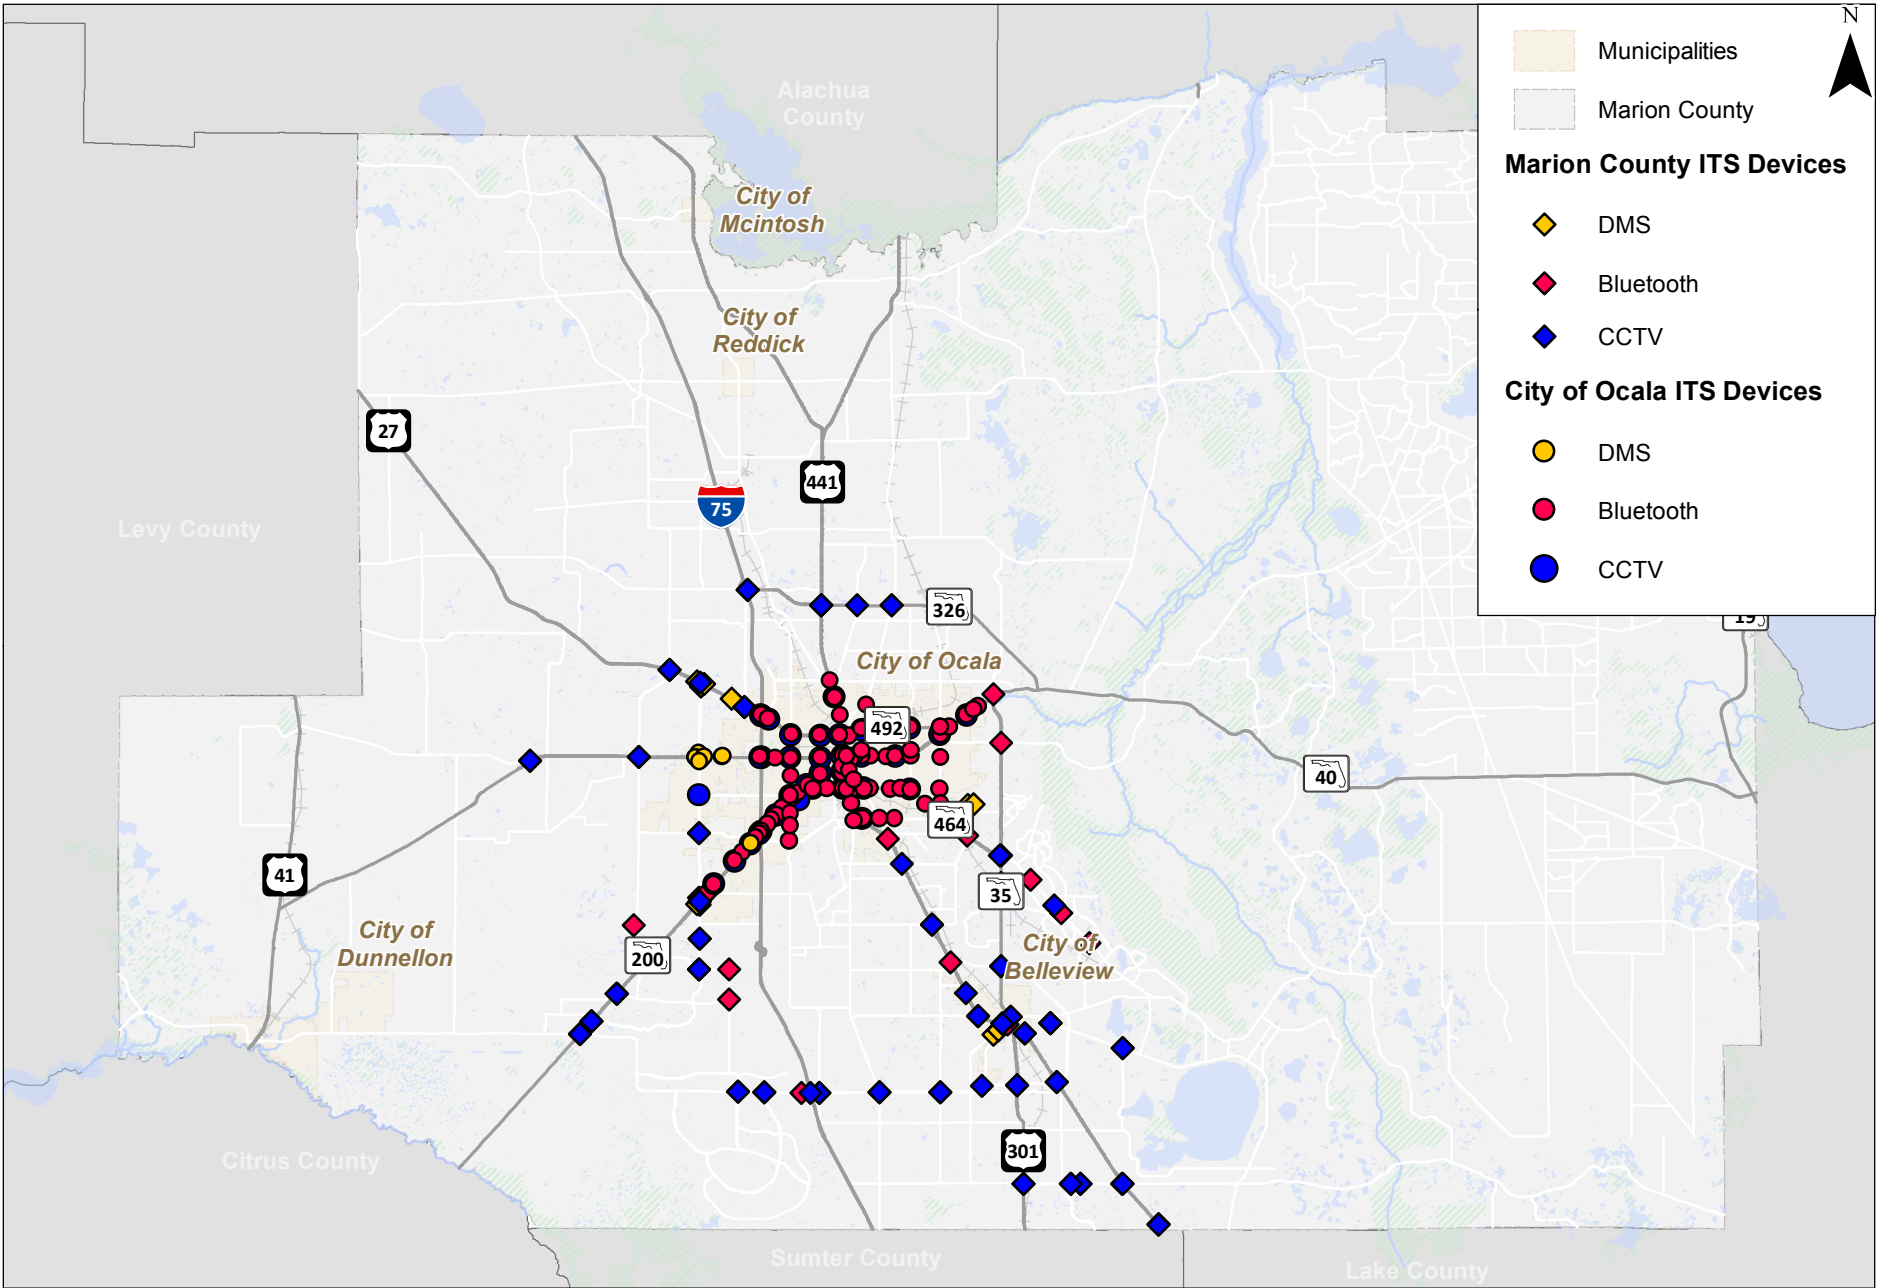 N
Municipalities
Marion County
Marion County ITS Devices
DMS
Bluetooth
CCTV
City of Ocala ITS Devices
DMS
Bluetooth
CCTV
Alachua
County
City of
Mcintosh
City of
Reddick
27
441
75
Levy County
326
19
City of Ocala
492
40
464
41
35
City of
Dunnellon
200
City of
Belleview
301
Citrus County
Sumter County
Lake County